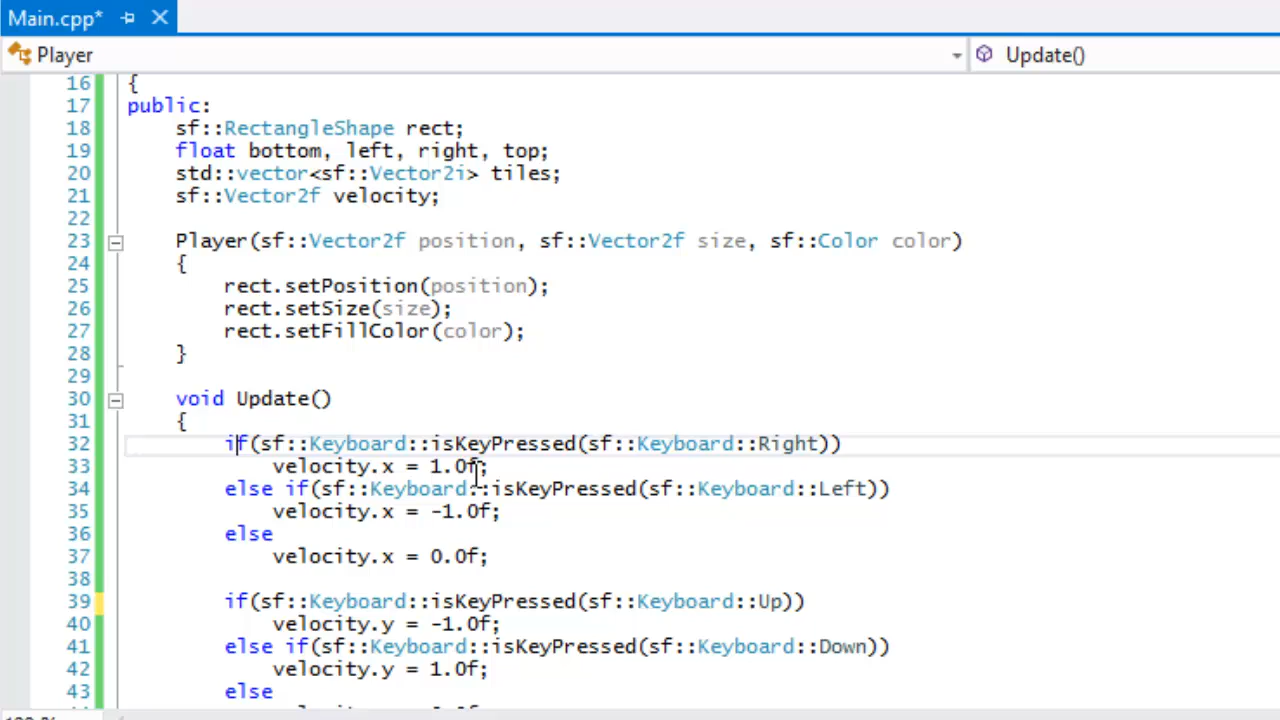 Main.cpp*
Player Update()
16 {
17 public:
18 sf::RectangleShape rect;
19 float bottom, left, right, top;
20 std::vector<sf::Vector2i> tiles;
21 sf::Vector2f velocity;
22
23 Player(sf::Vector2f position, sf::Vector2f size, sf::Color color)
24 {
25 rect.setPosition(position);
26 rect.setSize(size);
27 rect.setFillColor(color);
28 }
29
30 void Update()
31 {
32 if(sf::Keyboard::isKeyPressed(sf::Keyboard::Right))
33 velocity.x = 1.0f;
34 else if(sf::Keyboard::isKeyPressed(sf::Keyboard::Left))
35 velocity.x = -1.0f;
36 else
37 velocity.x = 0.0f;
38
39 if(sf::Keyboard::isKeyPressed(sf::Keyboard::Up))
40 velocity.y = -1.0f;
41 else if(sf::Keyboard::isKeyPressed(sf::Keyboard::Down))
42 velocity.y = 1.0f;
43 else